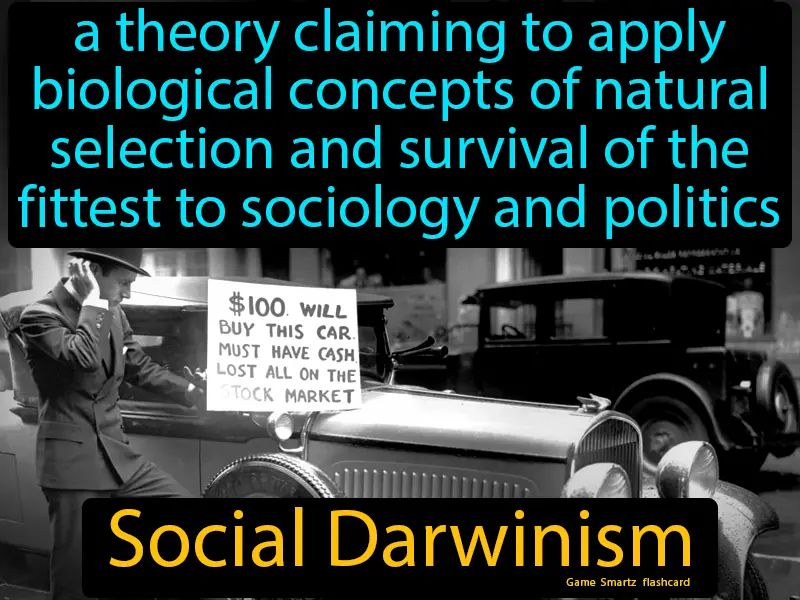 a theory claiming to apply
biological concepts of natural
selection and survival of the
fittest to sociology and politics
$100. WILL
BUY THIS CAR.
MUST HAVE CASH
LOST ALL ON THE
STOCK MARKET
Social Darwinism
Game Smartz flashcard